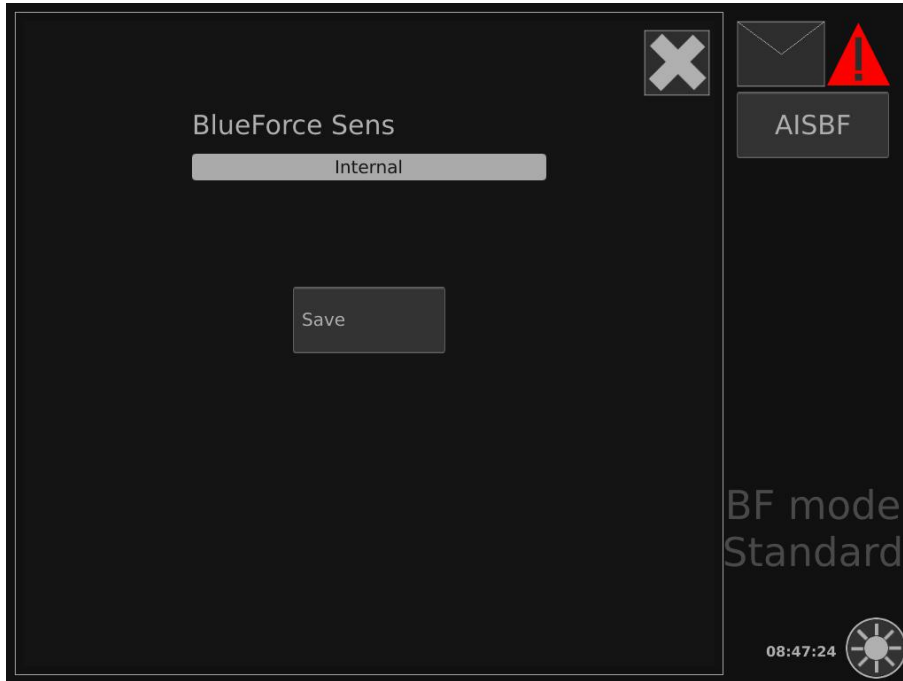 BlueForce Sens
Internal
Save
AISBF
BF mode
Standard
08:47:24